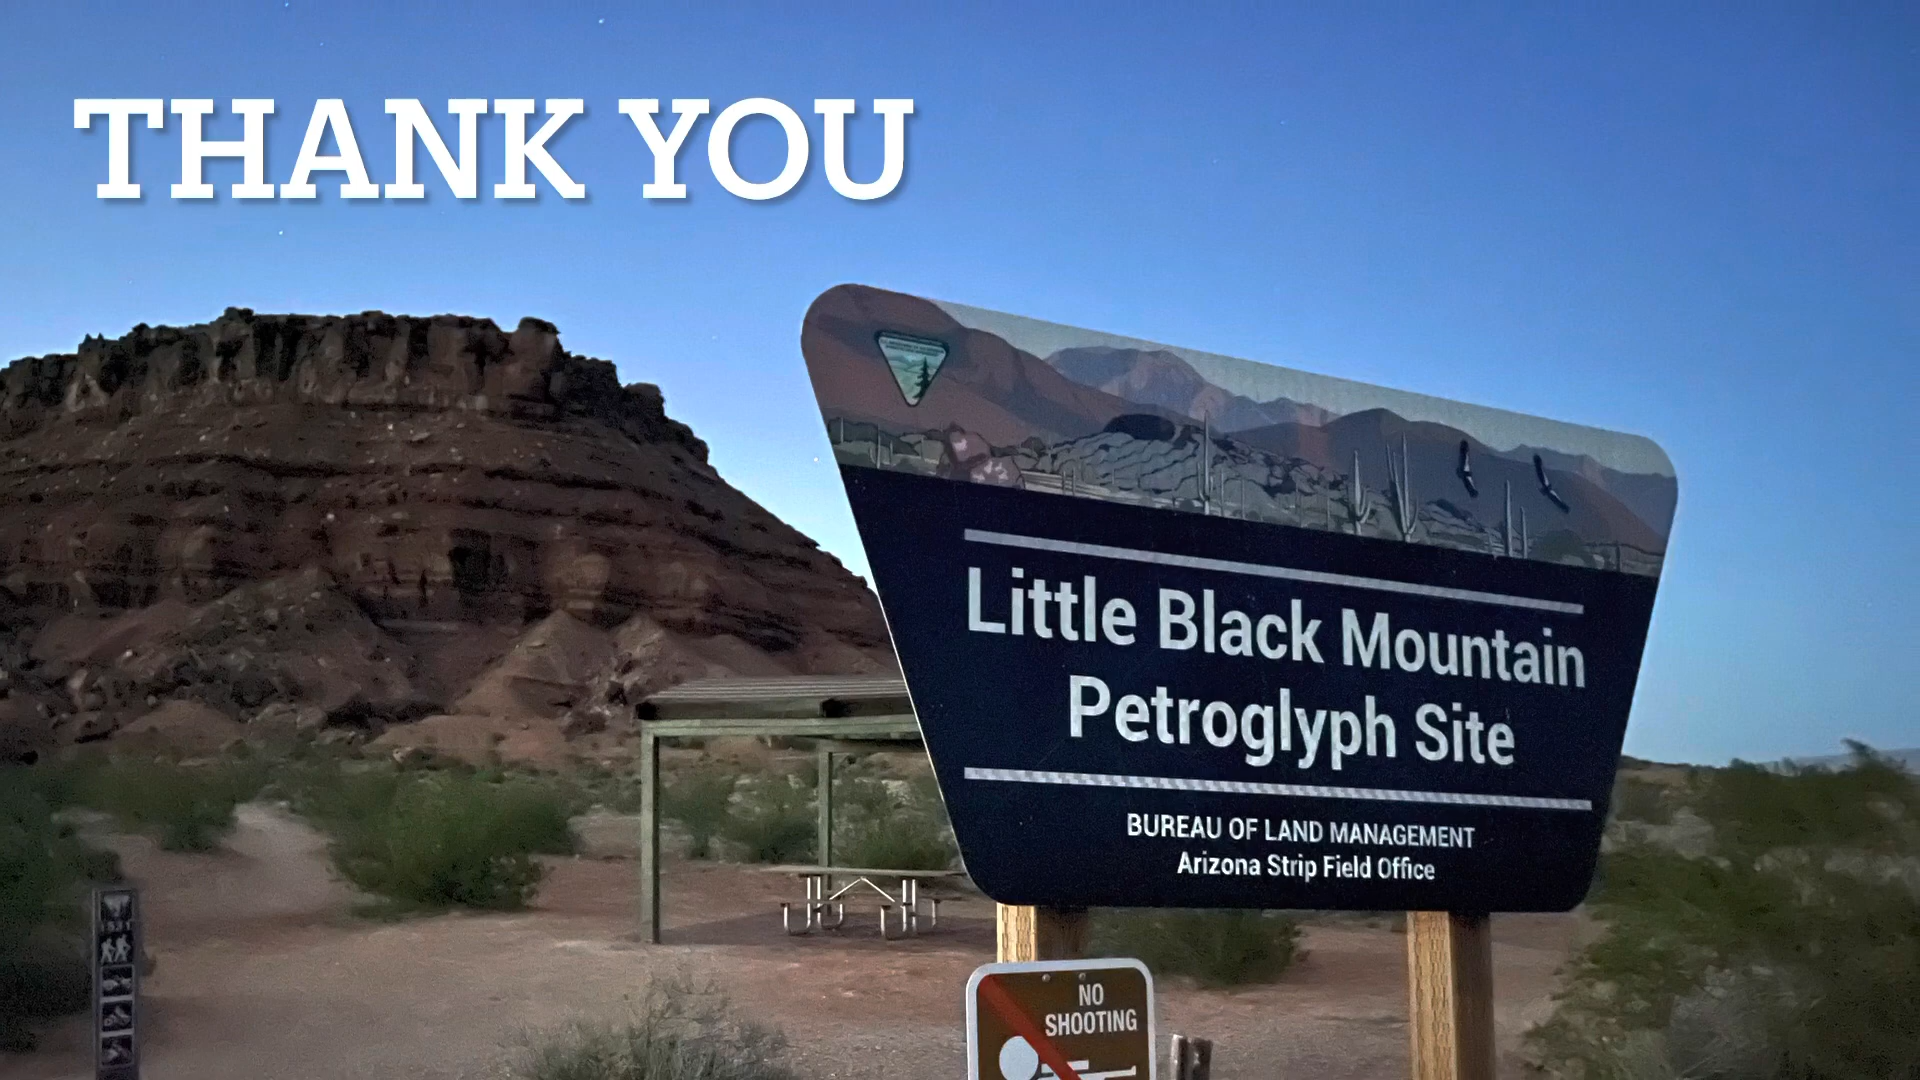 THANK YOU
Little Black Mountain
Petroglyph Site
BUREAU OF LAND MANAGEMENT
Arizona Strip Field Office
NO
SHOOTING